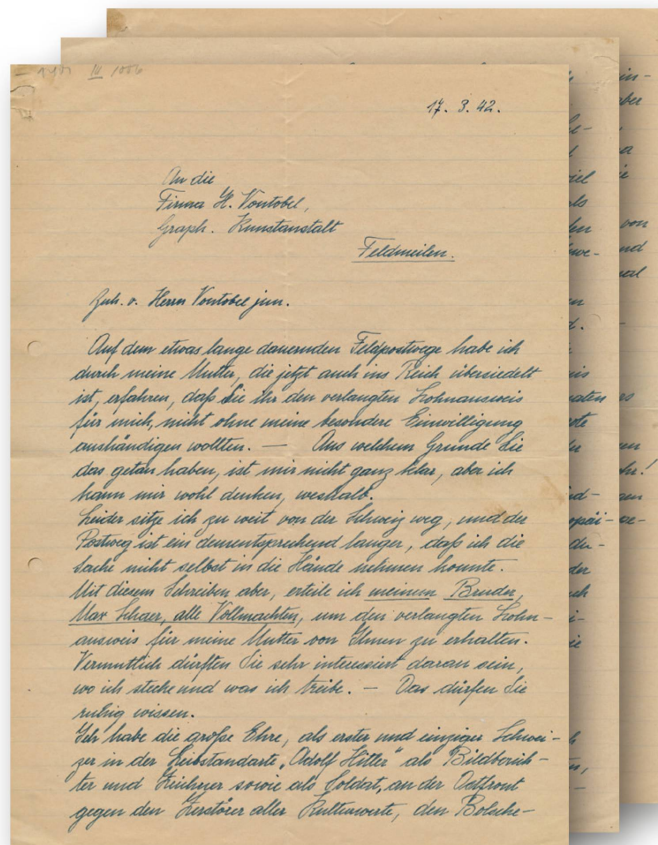 III 1006
17. 3. 42.
An die
Firma H. Vontobel,
Graph. Kunstanstalt
Feldmeilen.
Zuh. v. Herrn Vontobel jun.
Auf dem etwas lange dauernden Feldpostwege habe ich
durch meine Mutter, die jetzt auch ins Reich übersiedelt
ist, erfahren, daß Sie ihr den verlangten Lohnausweis
für mich, nicht ohne meine besondere Einwilligung
aushändigen wollten. — Aus welchem Grunde Sie
das getan haben, ist mir nicht ganz klar, aber ich
kann mir wohl denken, weshalb.
Leider sitze ich zu weit von der Schweiz weg, und der
Postweg ist ein dementsprechend langer, daß ich die
Sache nicht selbst in die Hände nehmen konnte.
Mit diesem Schreiben aber, erteile ich meinem Bruder,
Max Schaer, alle Vollmachten, um den verlangten Lohn-
ausweis für meine Mutter von Ihnen zu erhalten.
Vermutlich dürften Sie sehr interessiert daran sein,
wo ich stecke und was ich treibe. — Das dürfen Sie
ruhig wissen.
Ich habe die große Ehre, als erster und einziger Schwei-
zer in der Leibstandarte „Adolf Hitler" als Bildberich-
ter und Zeichner sowie als Soldat, an der Ostfront
gegen den Zerstörer aller Kulturwerte, den Bolsche-